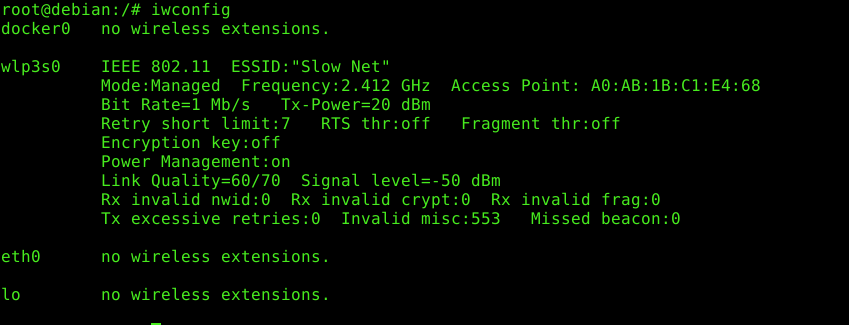 root@debian:/# iwconfig
docker0   no wireless extensions.
wlp3s0    IEEE 802.11  ESSID:"Slow Net"
Mode:Managed  Frequency:2.412 GHz  Access Point: A0:AB:1B:C1:E4:68
Bit Rate=1 Mb/s   Tx-Power=20 dBm
Retry short limit:7   RTS thr:off   Fragment thr:off
Encryption key:off
Power Management:on
Link Quality=60/70  Signal level=-50 dBm
Rx invalid nwid:0  Rx invalid crypt:0  Rx invalid frag:0
Tx excessive retries:0  Invalid misc:553   Missed beacon:0
eth0      no wireless extensions.
lo        no wireless extensions.